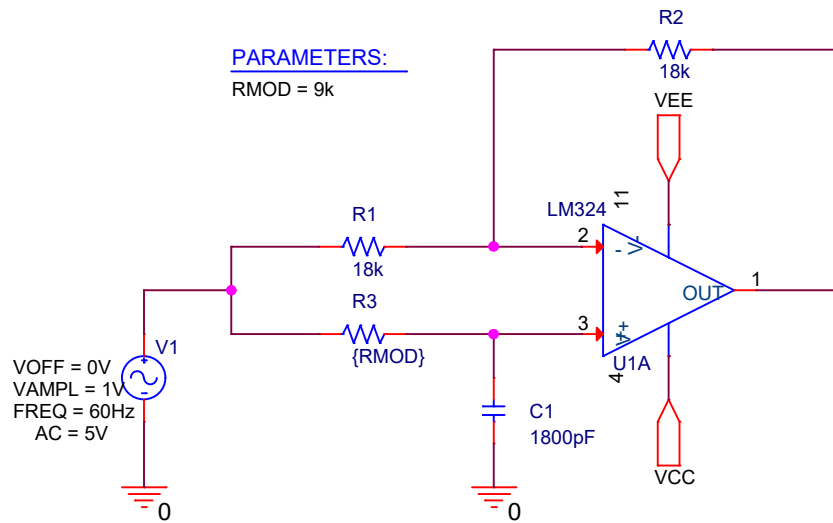 R2
PARAMETERS:
18k
RMOD = 9k
VEE
11
LM324
R1
2
- V-
18k
1
OUT
R3
3
V+
V1
{RMOD}
U1A
4
VOFF = 0V
VAMPL = 1V
FREQ = 60Hz
AC = 5V
C1
1800pF
VCC
0
0